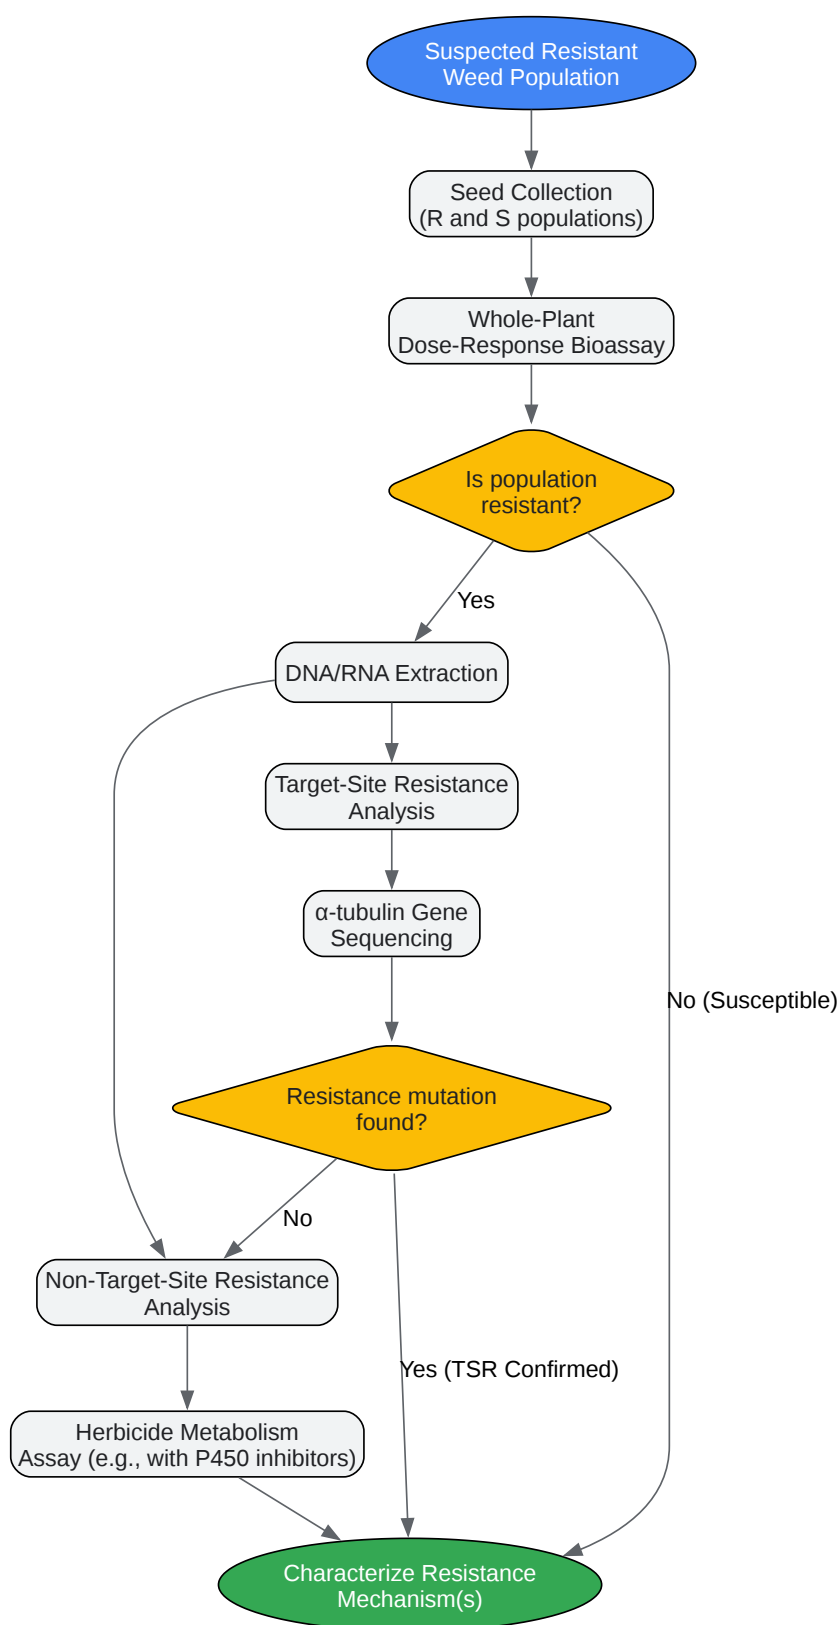 Suspected Resistant
Weed Population
Seed Collection
(R and S populations)
Whole-Plant
Dose-Response Bioassay
Is population
resistant?
Yes
DNA/RNA Extraction
Target-Site Resistance
Analysis
α-tubulin Gene
Sequencing
No (Susceptible)
Resistance mutation
found?
No
Non-Target-Site Resistance
Analysis
Yes (TSR Confirmed)
Herbicide Metabolism
Assay (e.g., with P450 inhibitors)
Characterize Resistance
Mechanism(s)